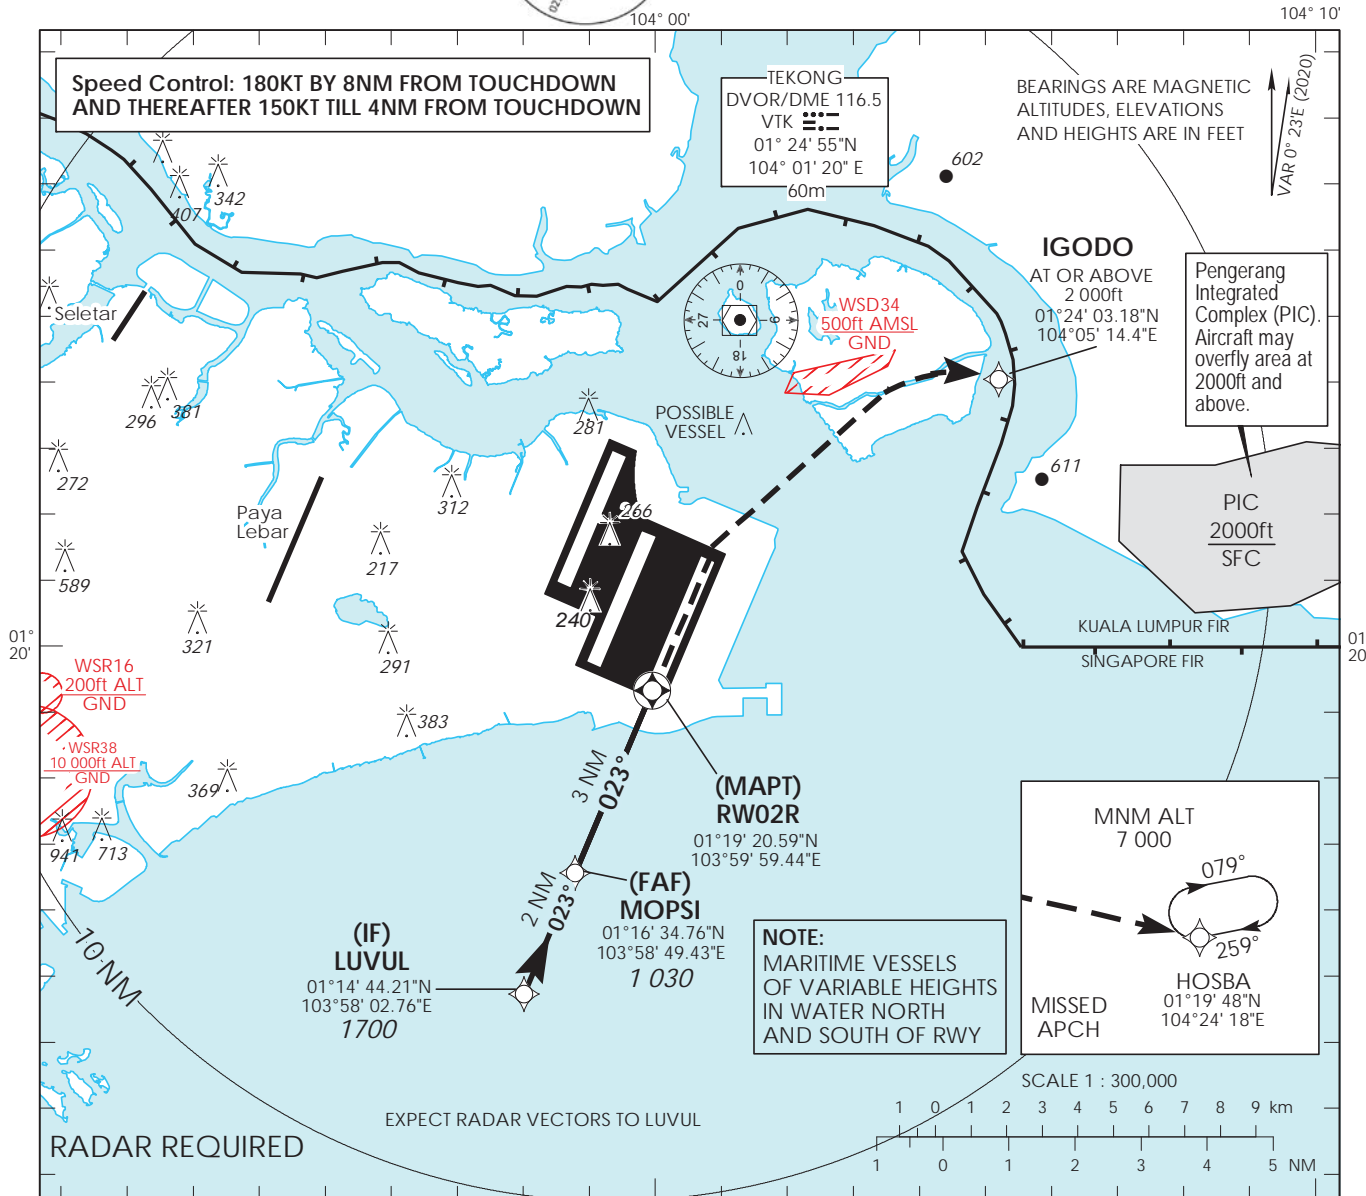 104° 00'
104° 10'
Speed Control: 180KT BY 8NM FROM TOUCHDOWN
AND THEREAFTER 150KT TILL 4NM FROM TOUCHDOWN
TEKONG
DVOR/DME 116.5
VTK
01° 24' 55"N
104° 01' 20" E
60m
BEARINGS ARE MAGNETIC
ALTITUDES, ELEVATIONS
AND HEIGHTS ARE IN FEET
VAR 0° 23'E (2020)
602
342
407
IGODO
AT OR ABOVE
2 000ft
01°24' 03.18"N
104°05' 14.4"E
Pengerang
Integrated
Complex (PIC).
Aircraft may
overfly area at
2000ft and
above.
Seletar
0
9
18
27
WSD34
500ft AMSL
GND
296
381
281
POSSIBLE
VESSEL
272
312
611
Paya
Lebar
266
PIC
2000ft
SFC
217
589
240
321
291
01°
20'
KUALA LUMPUR FIR
SINGAPORE FIR
01
20
WSR16
200ft ALT
GND
383
WSR38
10 000ft ALT
GND
369
941
713
3 NM
023°
(MAPT)
RW02R
01°19' 20.59"N
103°59' 59.44"E
2 NM
023°
(FAF)
MOPSI
01°16' 34.76"N
103°58' 49.43"E
1 030
(IF)
LUVUL
01°14' 44.21"N
103°58' 02.76"E
1700
10 NM
NOTE:
MARITIME VESSELS
OF VARIABLE HEIGHTS
IN WATER NORTH
AND SOUTH OF RWY
MNM ALT
7 000
079°
259°
HOSBA
01°19' 48"N
104°24' 18"E
MISSED
APCH
SCALE 1 : 300,000
1 0 1 2 3 4 5 6 7 8 9 km
1 0 1 2 3 4 5 NM
EXPECT RADAR VECTORS TO LUVUL
RADAR REQUIRED